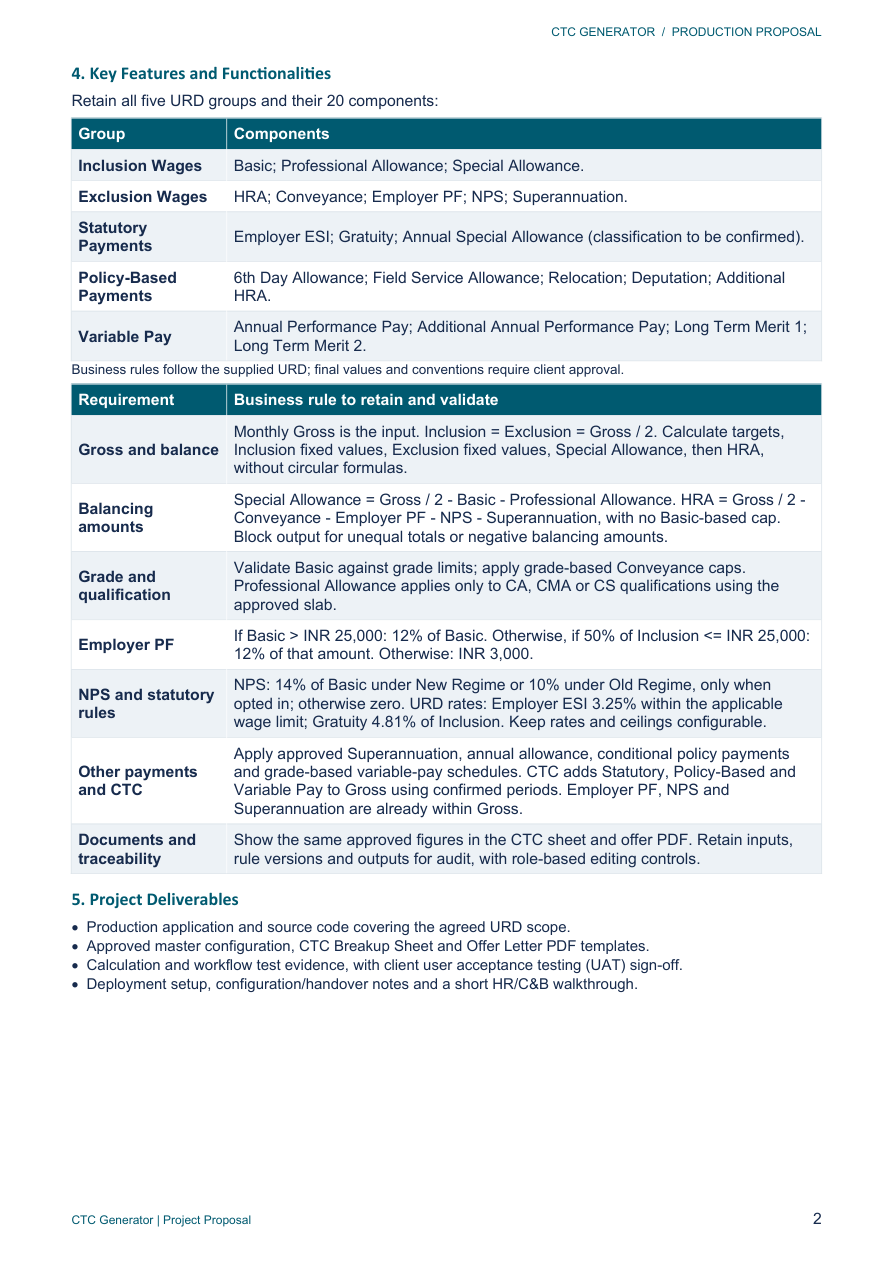 CTC GENERATOR / PRODUCTION PROPOSAL
4. Key Features and Functionalities
Retain all five URD groups and their 20 components:
Group Components
Inclusion Wages Basic; Professional Allowance; Special Allowance.
Exclusion Wages HRA; Conveyance; Employer PF; NPS; Superannuation.
Statutory
Payments
Employer ESI; Gratuity; Annual Special Allowance (classification to be confirmed).
Policy-Based
Payments
6th Day Allowance; Field Service Allowance; Relocation; Deputation; Additional
HRA.
Variable Pay
Annual Performance Pay; Additional Annual Performance Pay; Long Term Merit 1;
Long Term Merit 2.
Business rules follow the supplied URD; final values and conventions require client approval.
Requirement Business rule to retain and validate
Gross and balance
Monthly Gross is the input. Inclusion = Exclusion = Gross / 2. Calculate targets,
Inclusion fixed values, Exclusion fixed values, Special Allowance, then HRA,
without circular formulas.
Balancing
amounts
Special Allowance = Gross / 2 - Basic - Professional Allowance. HRA = Gross / 2 -
Conveyance - Employer PF - NPS - Superannuation, with no Basic-based cap.
Block output for unequal totals or negative balancing amounts.
Grade and
qualification
Validate Basic against grade limits; apply grade-based Conveyance caps.
Professional Allowance applies only to CA, CMA or CS qualifications using the
approved slab.
Employer PF
If Basic > INR 25,000: 12% of Basic. Otherwise, if 50% of Inclusion <= INR 25,000:
12% of that amount. Otherwise: INR 3,000.
NPS and statutory
rules
NPS: 14% of Basic under New Regime or 10% under Old Regime, only when
opted in; otherwise zero. URD rates: Employer ESI 3.25% within the applicable
wage limit; Gratuity 4.81% of Inclusion. Keep rates and ceilings configurable.
Other payments
and CTC
Apply approved Superannuation, annual allowance, conditional policy payments
and grade-based variable-pay schedules. CTC adds Statutory, Policy-Based and
Variable Pay to Gross using confirmed periods. Employer PF, NPS and
Superannuation are already within Gross.
Documents and
traceability
Show the same approved figures in the CTC sheet and offer PDF. Retain inputs,
rule versions and outputs for audit, with role-based editing controls.
5. Project Deliverables
• Production application and source code covering the agreed URD scope.
• Approved master configuration, CTC Breakup Sheet and Offer Letter PDF templates.
• Calculation and workflow test evidence, with client user acceptance testing (UAT) sign-off.
• Deployment setup, configuration/handover notes and a short HR/C&B walkthrough.
CTC Generator | Project Proposal 2